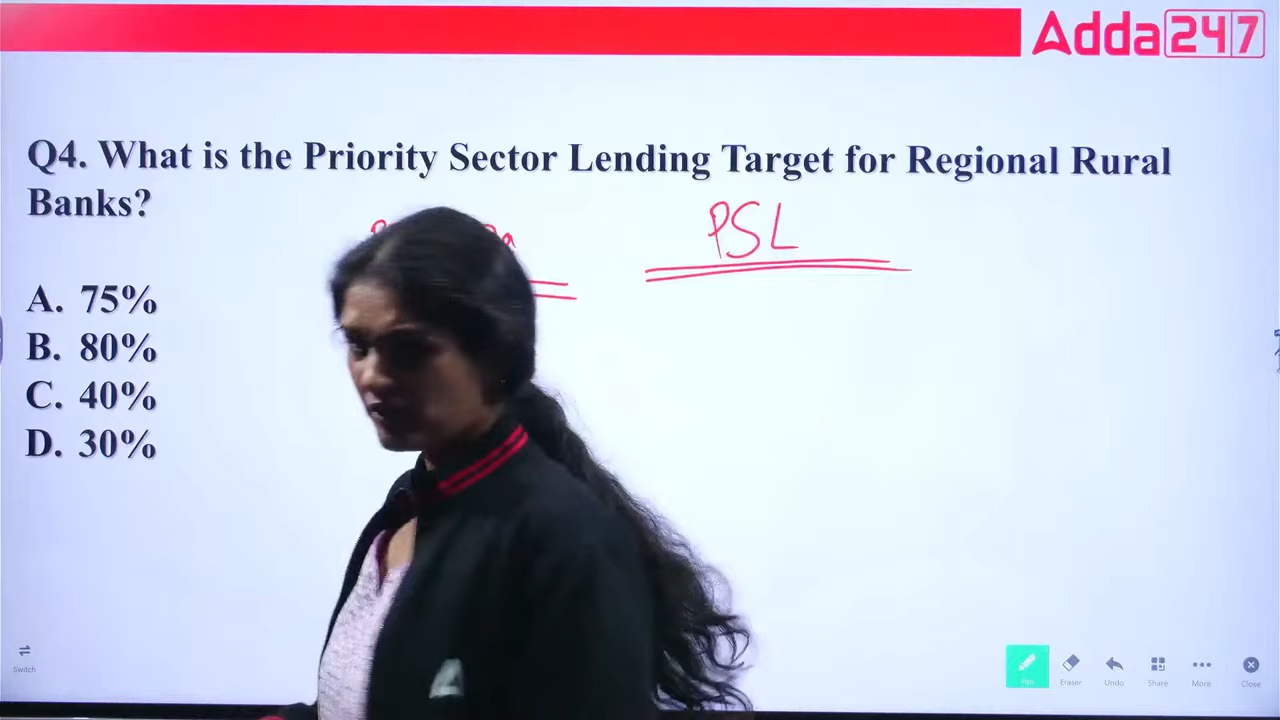 Adda247
Q4. What is the Priority Sector Lending Target for Regional Rural
Banks?
PSL
A. 75%
B. 80%
C. 40%
D. 30%
Switch
Pen
Eraser
Undo
Share
More
Close